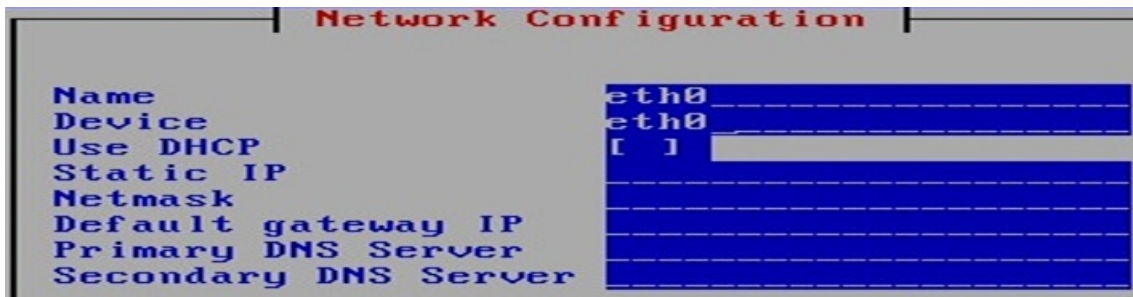 Network Configuration
Name eth0
Device eth0
Use DHCP [ ]
Static IP
Netmask
Default gateway IP
Primary DNS Server
Secondary DNS Server